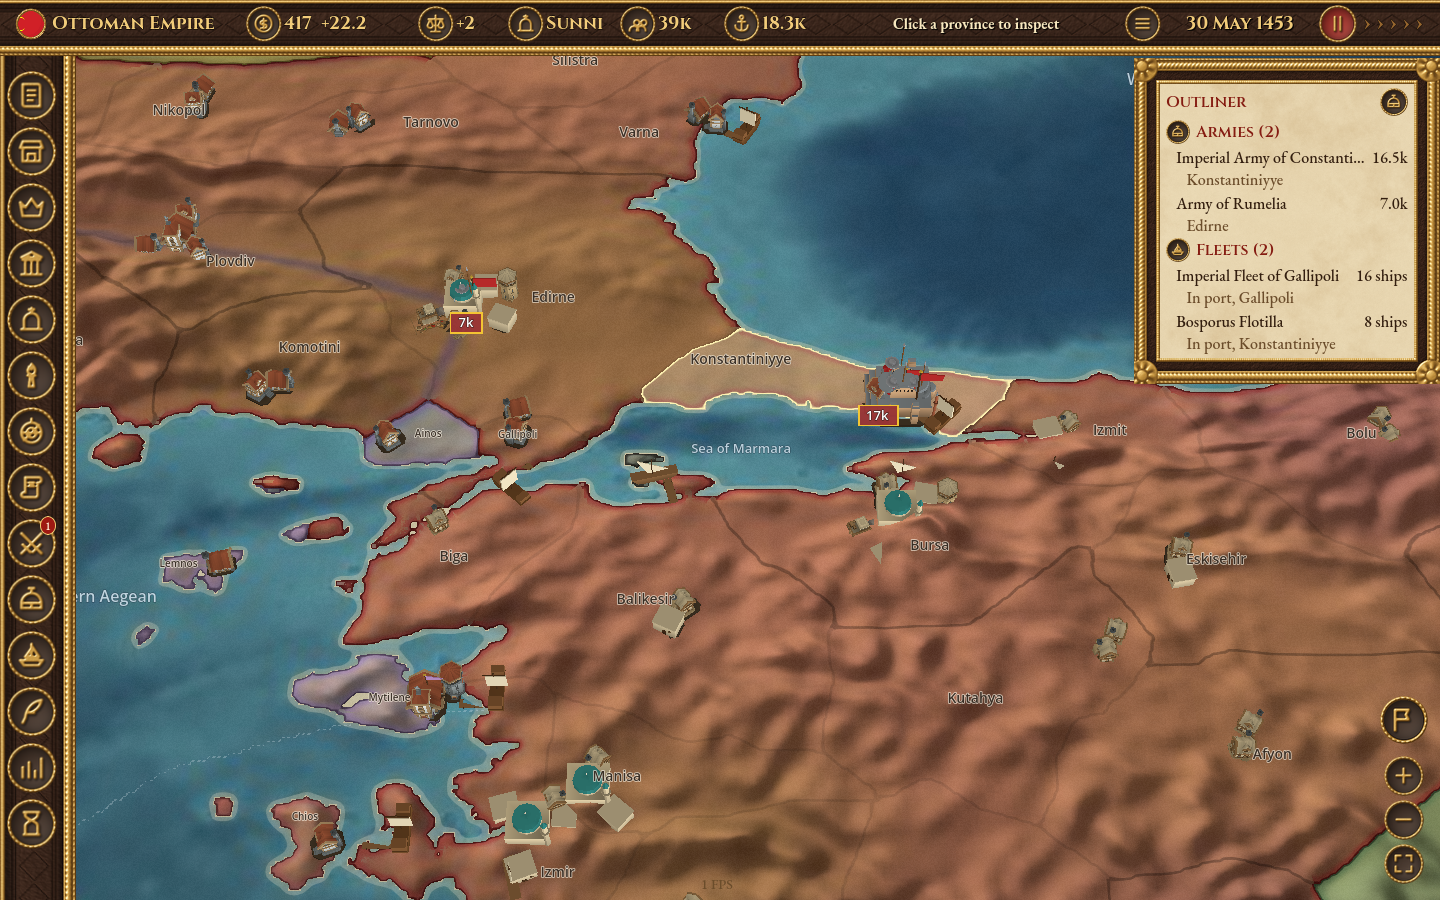 OTTOMAN EMPIRE 417 +22.2 +2 SUNNI 39K 18.3K Click a province to inspect 30 MAY 1453
Silistra
OUTLINER
ARMIES (2)
Imperial Army of Constanti... 16.5k
Konstantiniyye
Army of Rumelia 7.0k
Edirne
FLEETS (2)
Imperial Fleet of Gallipoli 16 ships
In port, Gallipoli
Bosporus Flotilla 8 ships
In port, Konstantiniyye
Nikopol
Tarnovo
Varna
Plovdiv
Edirne
7k
Komotini
Konstantiniyye
17k
Ainos
Gallipoli
Sea of Marmara
Izmit
Bolu
1
Biga
Bursa
Eskisehir
Lemnos
ern Aegean
Balikesir
Mytilene
Kutahya
Afyon
Manisa
Chios
Izmir
1 FPS